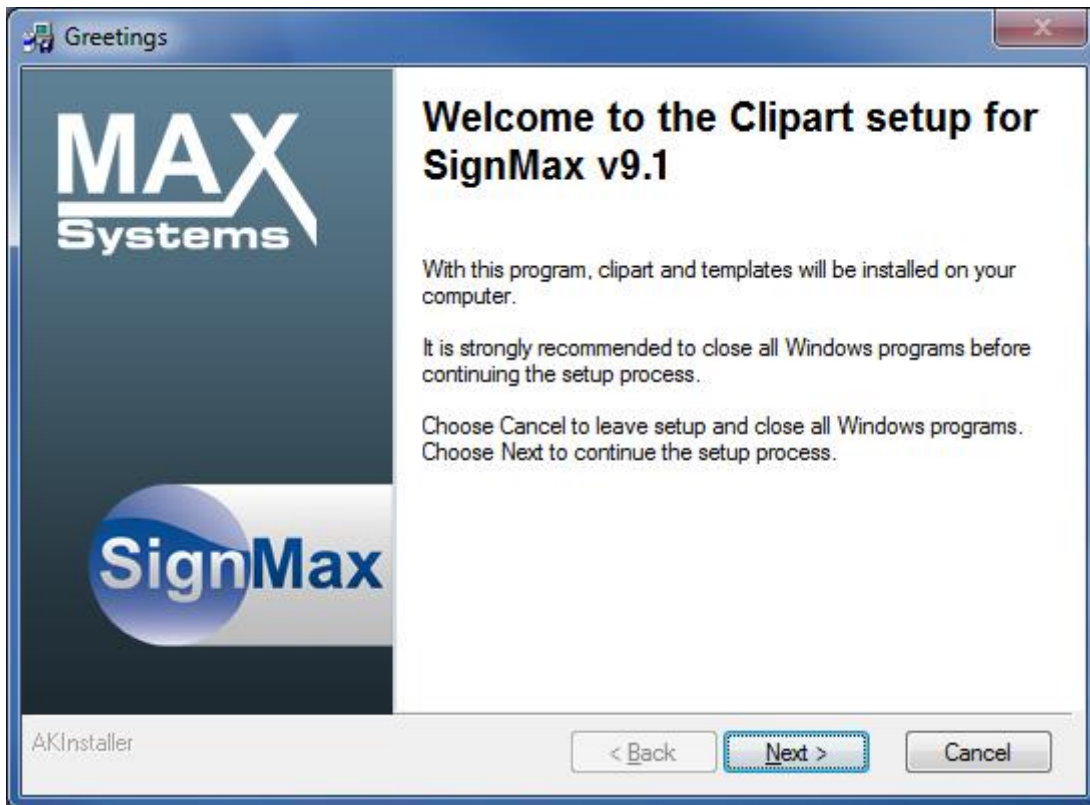 Greetings
MAX
Systems
SignMax
Welcome to the Clipart setup for
SignMax v9.1
With this program, clipart and templates will be installed on your
computer.
It is strongly recommended to close all Windows programs before
continuing the setup process.
Choose Cancel to leave setup and close all Windows programs.
Choose Next to continue the setup process.
AKInstaller
< Back
Next >
Cancel